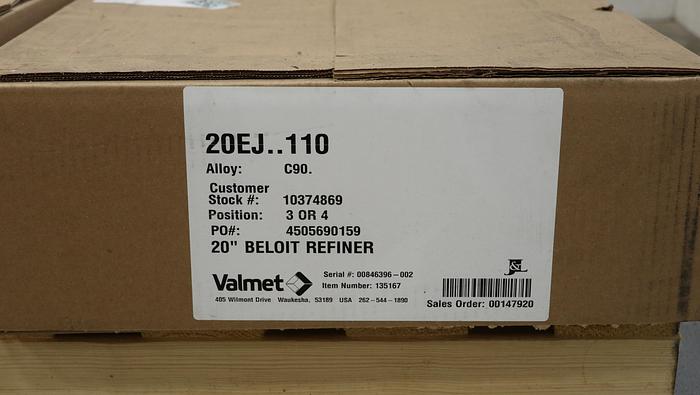 20EJ..110
Alloy: C90.
Customer
Stock #: 10374869
Position: 3 OR 4
PO#: 4505690159
20" BELOIT REFINER
Valmet
Serial #: 00846396-002
Item Number: 135167
J&L
405 Wilmont Drive Waukesha, 53189 USA 262-544-1890
Sales Order: 00147920